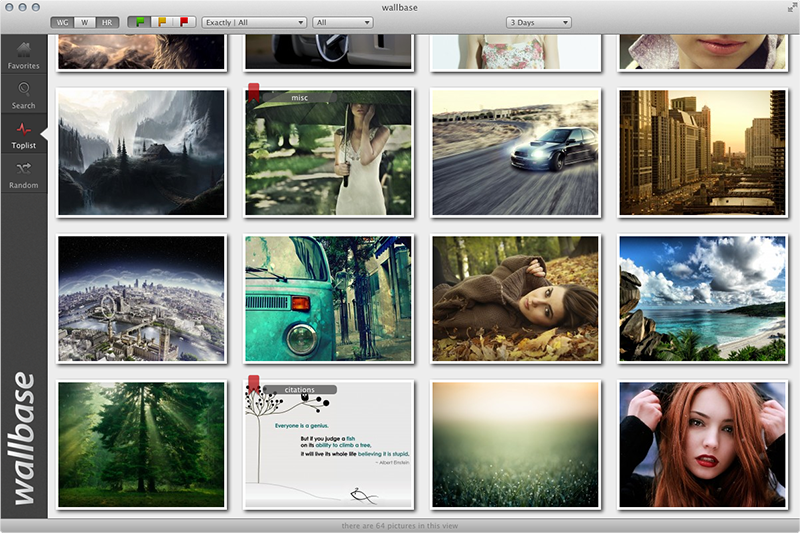 wallbase
WG W HR
Exactly | All
All
3 Days
Favorites
Search
Toplist
Random
misc
citations
Everyone is a genius.
But if you judge a fish
on its ability to climb a tree,
it will live its whole life believing it is stupid.
~ Albert Einstein
wallbase
there are 64 pictures in this view